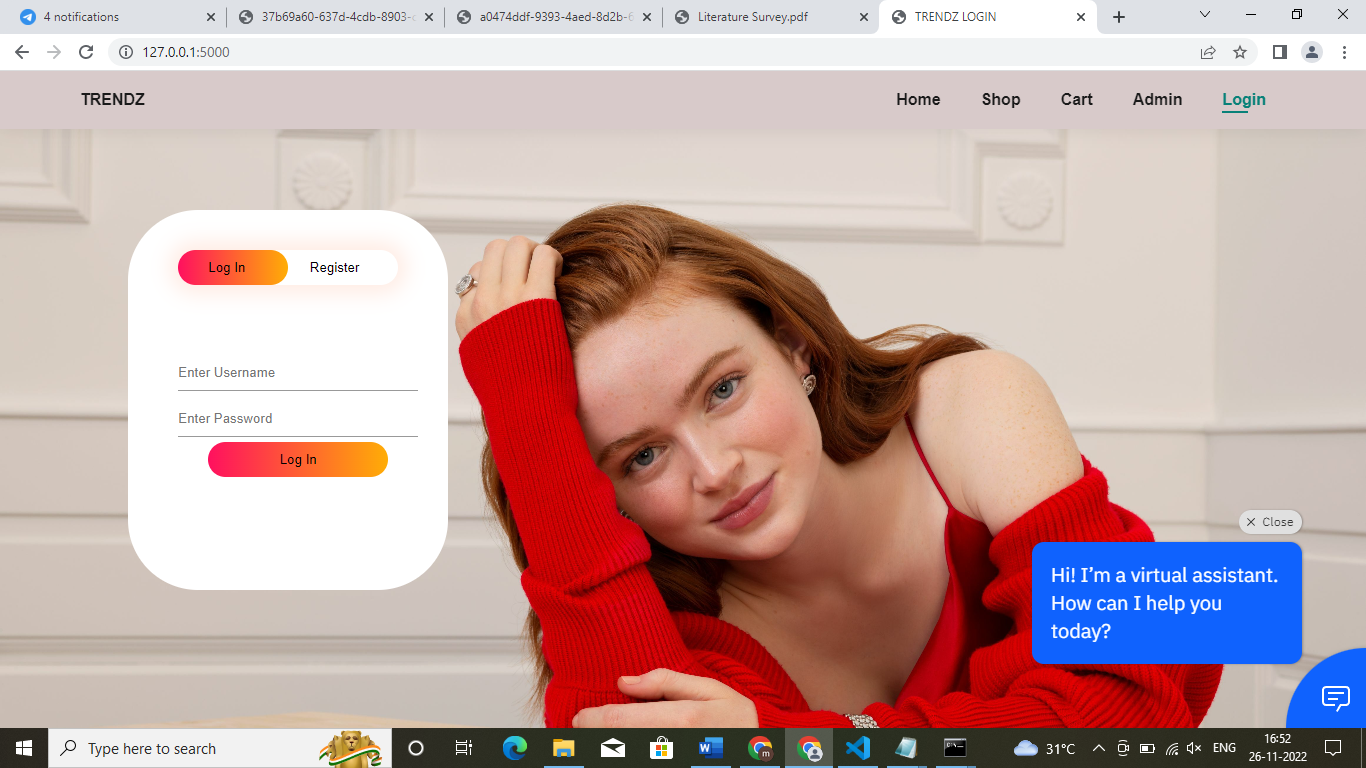 4 notifications
37b69a60-637d-4cdb-8903-
a0474ddf-9393-4aed-8d2b-
Literature Survey.pdf
TRENDZ LOGIN
127.0.0.1:5000
TRENDZ
Home
Shop
Cart
Admin
Login
Log In
Register
Enter Username
Enter Password
Log In
Close
Hi! I'm a virtual assistant.
How can I help you
today?
Type here to search
31°C
ENG
16:52
26-11-2022